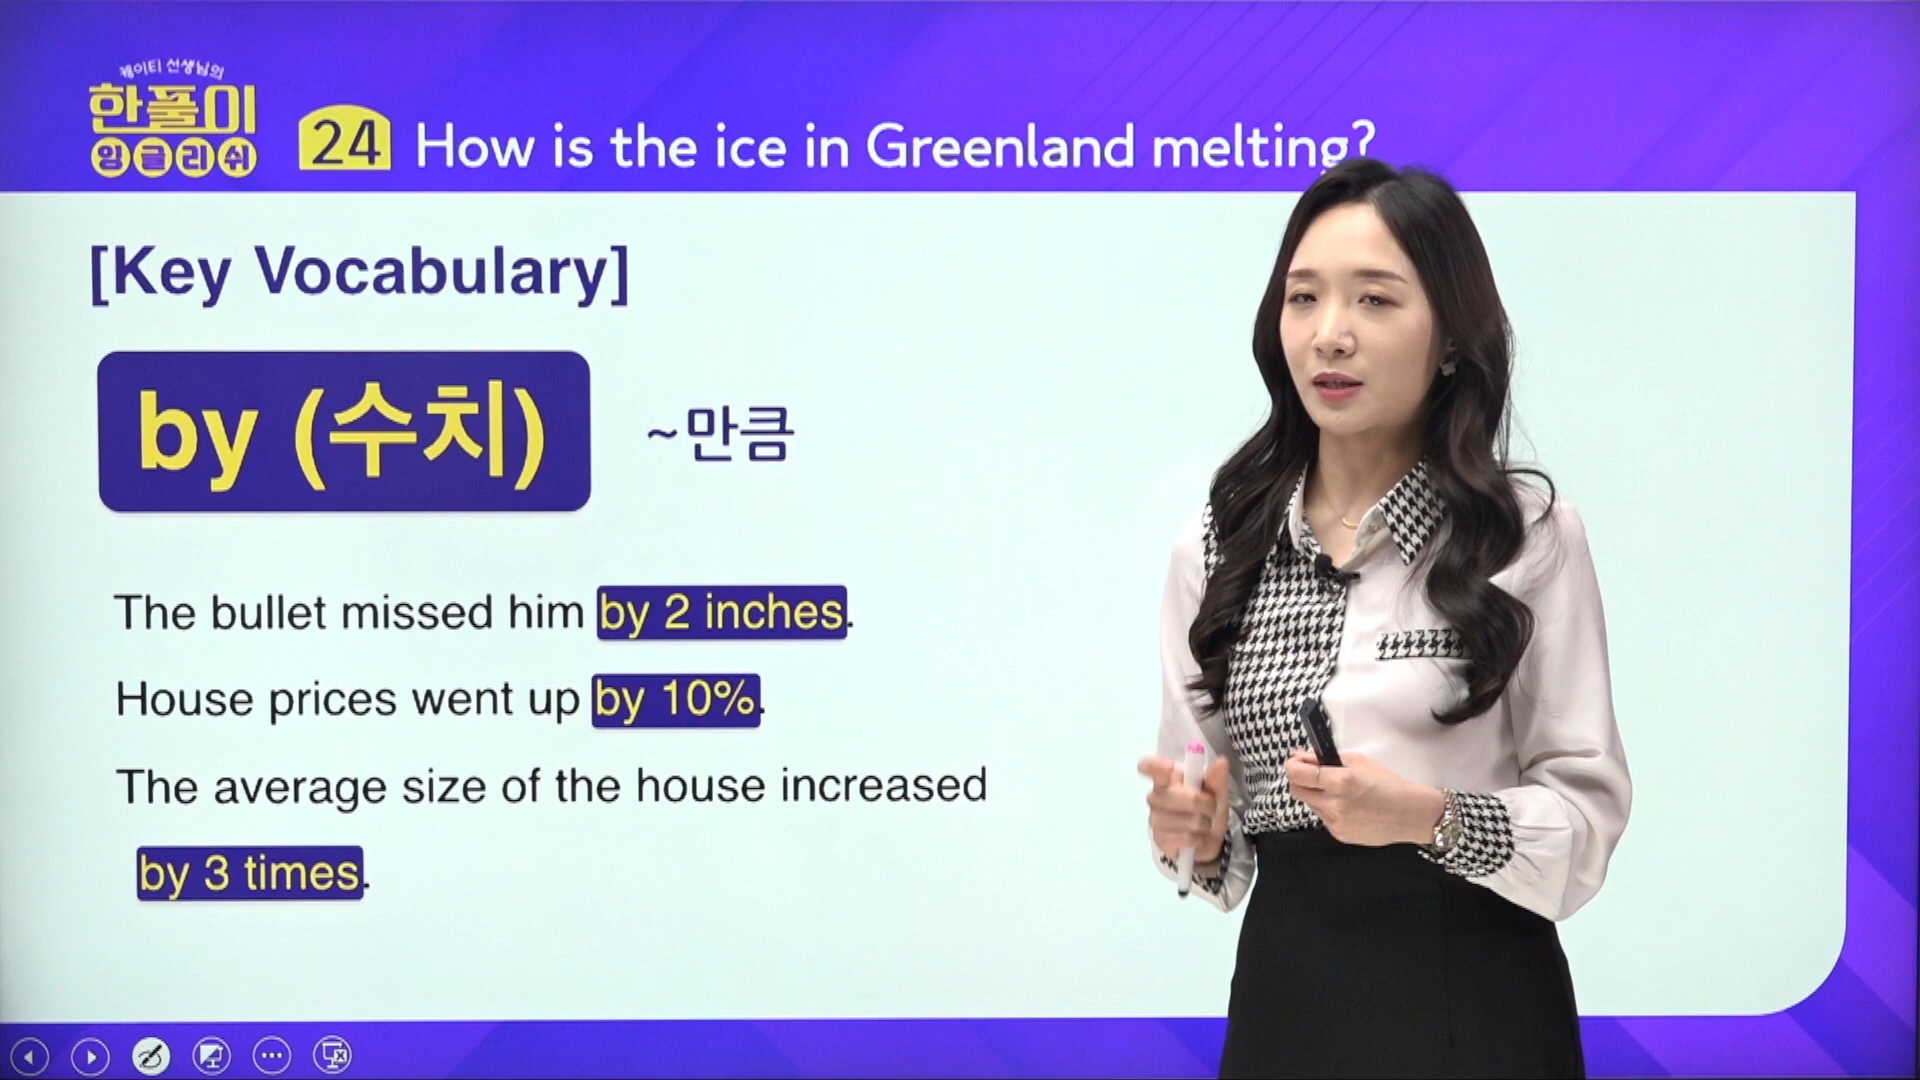 케이티 선생님의
한풀이
잉글리쉬
24 How is the ice in Greenland melting?
[Key Vocabulary]
by (수치) ~만큼
The bullet missed him by 2 inches.
House prices went up by 10%.
The average size of the house increased
by 3 times.